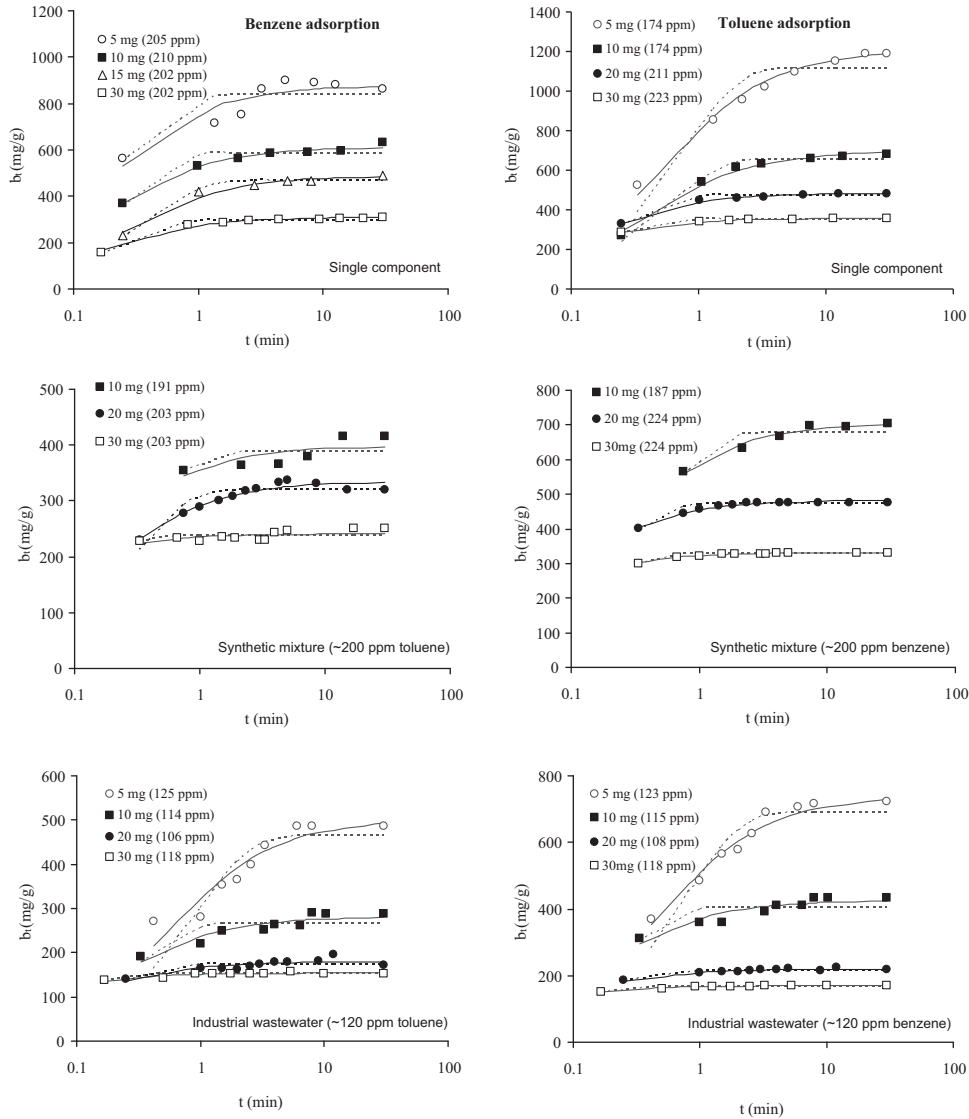 Benzene adsorption
1200
1000
800
600
400
200
0
bₜ(mg/g)
5 mg (205 ppm)
10 mg (210 ppm)
15 mg (202 ppm)
30 mg (202 ppm)
Single component
0.1 1 10 100
t (min)
Toluene adsorption
1400
1200
1000
800
600
400
200
0
bₜ(mg/g)
5 mg (174 ppm)
10 mg (174 ppm)
20 mg (211 ppm)
30 mg (223 ppm)
Single component
0.1 1 10 100
t (min)
500
400
300
200
100
0
bₜ(mg/g)
10 mg (191 ppm)
20 mg (203 ppm)
30 mg (203 ppm)
Synthetic mixture (~200 ppm toluene)
0.1 1 10 100
t (min)
800
700
600
500
400
300
200
100
0
bₜ(mg/g)
10 mg (187 ppm)
20 mg (224 ppm)
30mg (224 ppm)
Synthetic mixture (~200 ppm benzene)
0.1 1 10 100
t (min)
600
500
400
300
200
100
0
bₜ(mg/g)
5 mg (125 ppm)
10 mg (114 ppm)
20 mg (106 ppm)
30 mg (118 ppm)
Industrial wastewater (~120 ppm toluene)
0.1 1 10 100
t (min)
800
600
400
200
0
bₜ(mg/g)
5 mg (123 ppm)
10 mg (115 ppm)
20 mg (108 ppm)
30mg (118 ppm)
Industrial wastewater (~120 ppm benzene)
0.1 1 10 100
t (min)